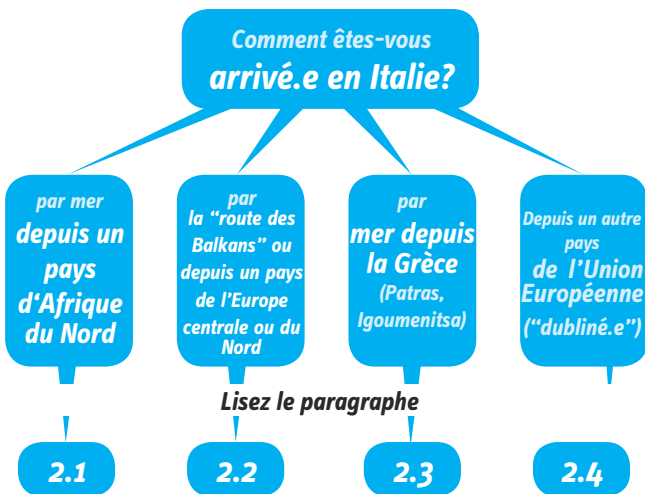 Comment êtes-vous
arrivé.e en Italie?
par mer
depuis un
pays
d'Afrique
du Nord
par
la “route des
Balkans” ou
depuis un pays
de l'Europe
centrale ou du
Nord
par
mer depuis
la Grèce
(Patras,
Igoumenitsa)
Depuis un autre
pays
de l'Union
Européenne
(“dubliné.e”)
Lisez le paragraphe
2.1
2.2
2.3
2.4